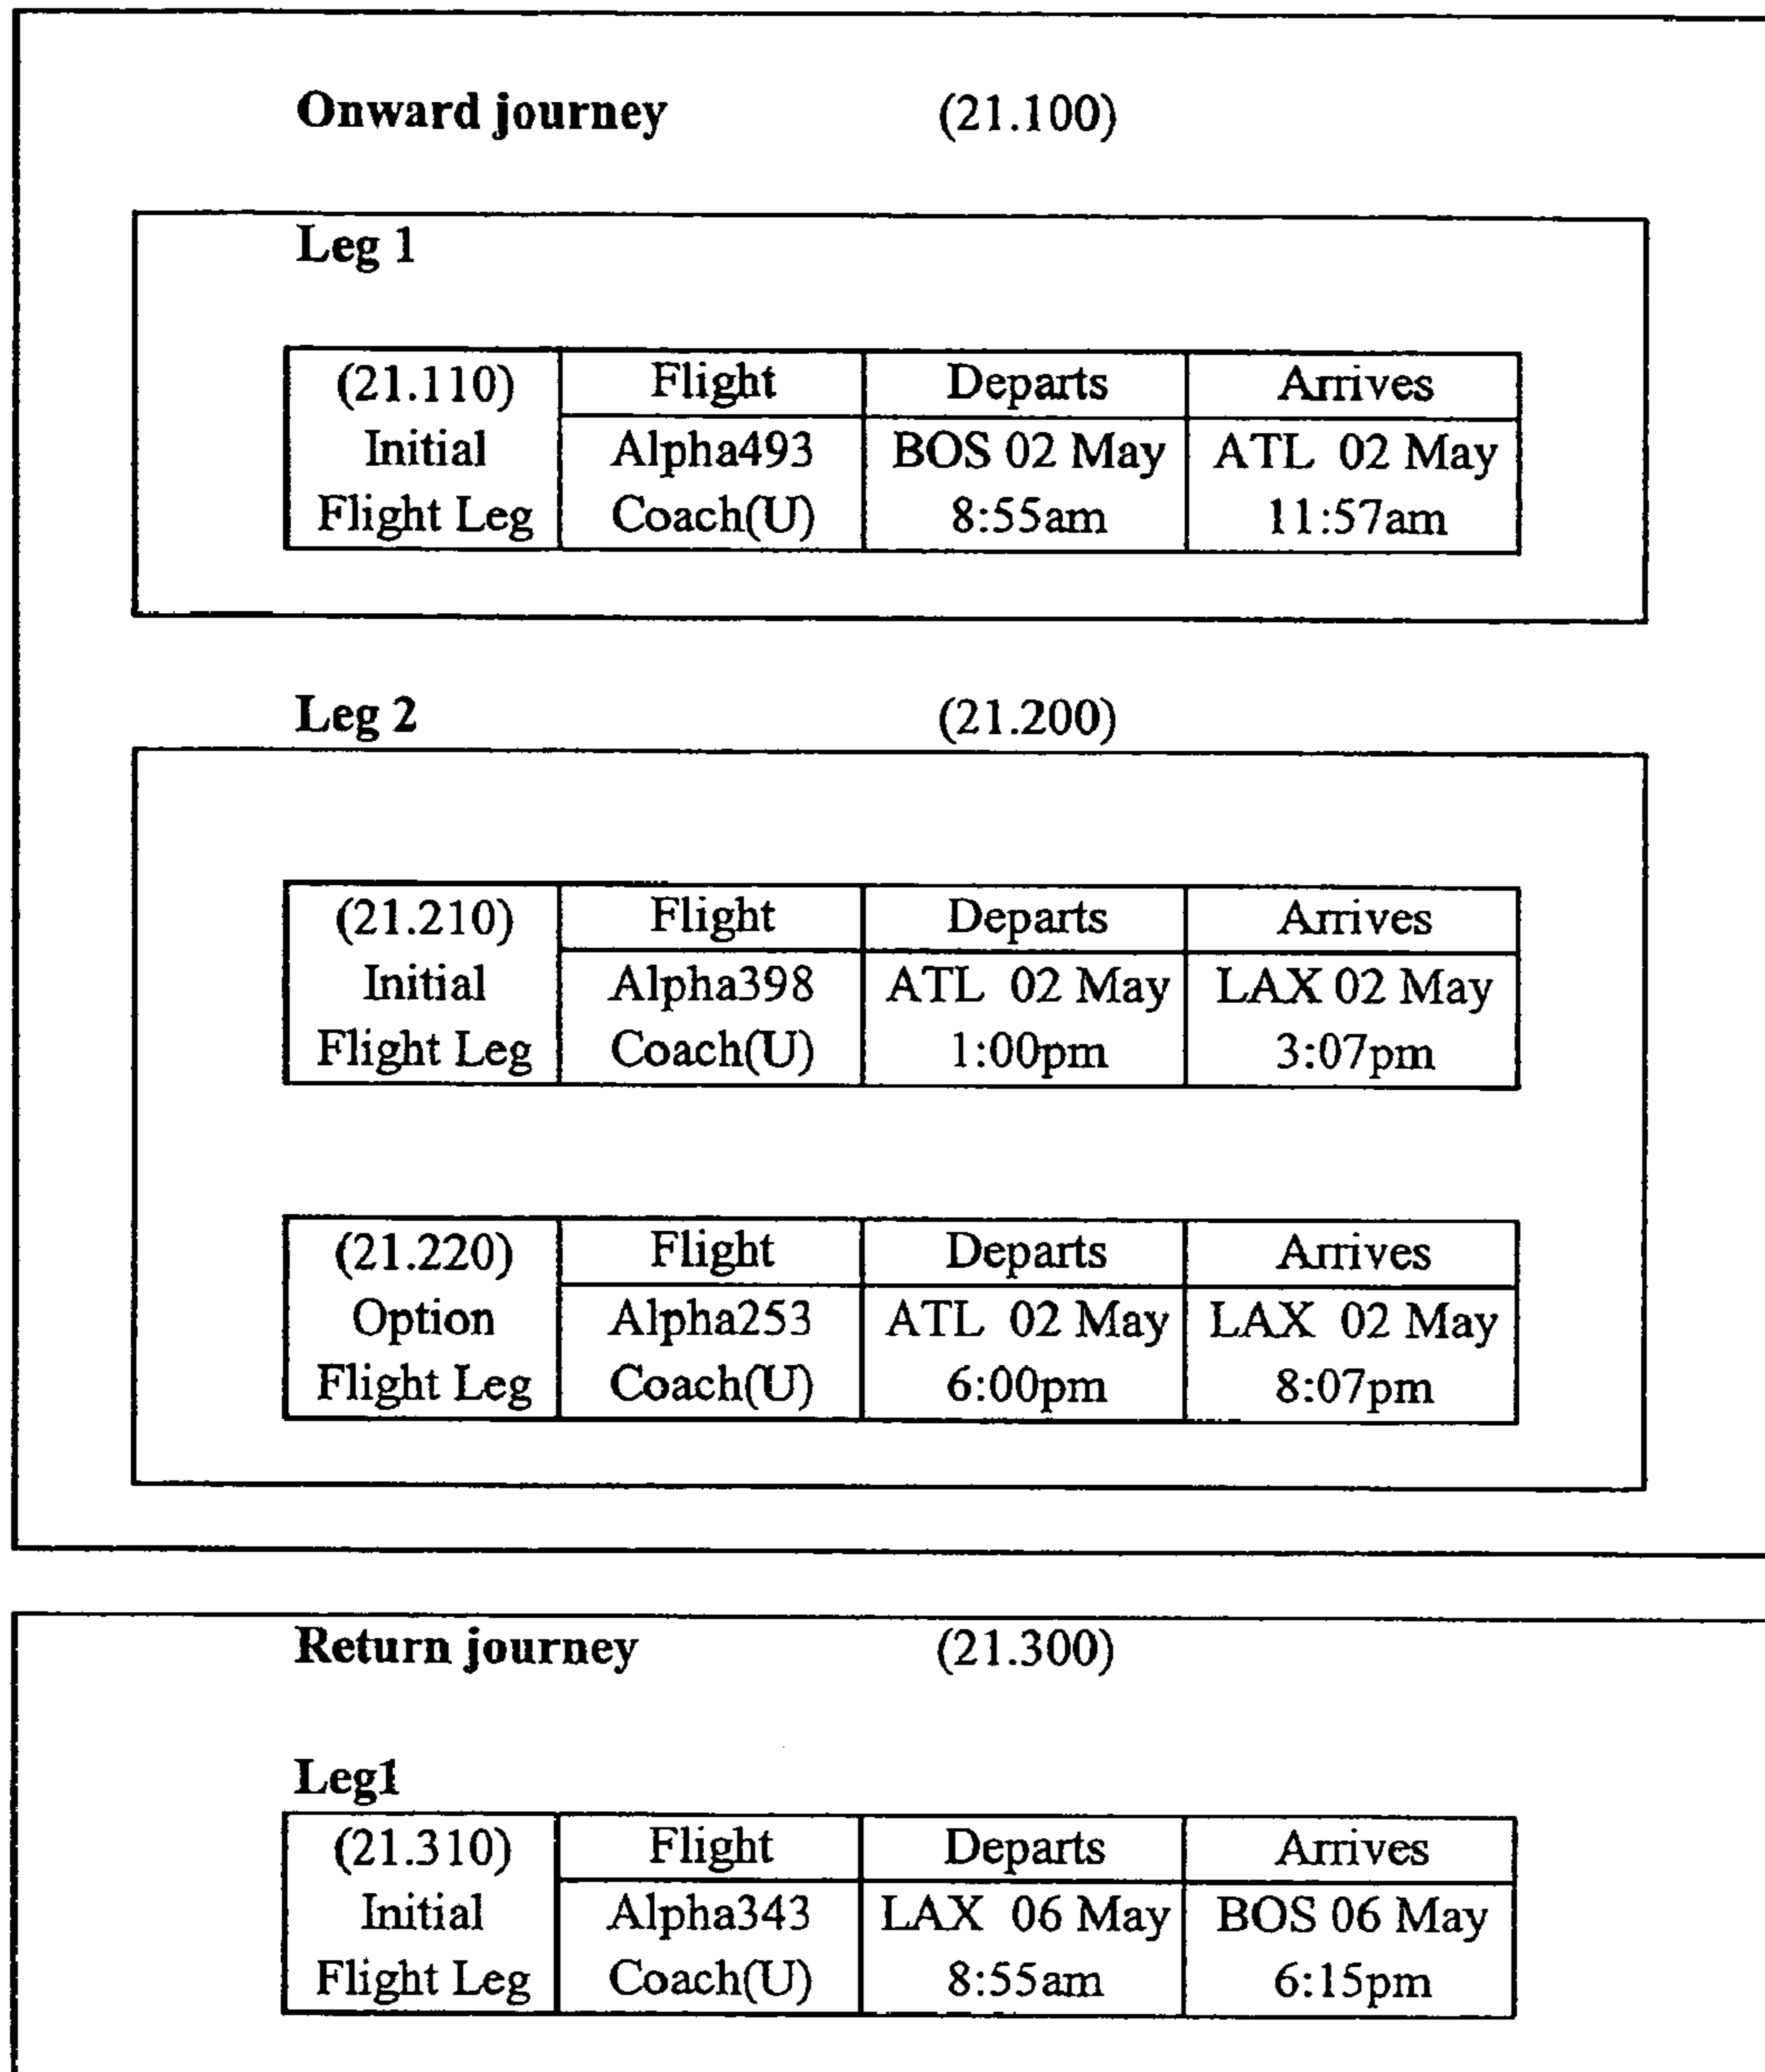 Onward journey (21.100)
Leg 1
(21.110) Flight Departs Arrives
Initial Alpha493 BOS 02 May ATL 02 May
Flight Leg Coach(U) 8:55am 11:57am
Leg 2 (21.200)
(21.210) Flight Departs Arrives
Initial Alpha398 ATL 02 May LAX 02 May
Flight Leg Coach(U) 1:00pm 3:07pm
(21.220) Flight Departs Arrives
Option Alpha253 ATL 02 May LAX 02 May
Flight Leg Coach(U) 6:00pm 8:07pm
Return journey (21.300)
Leg1
(21.310) Flight Departs Arrives
Initial Alpha343 LAX 06 May BOS 06 May
Flight Leg Coach(U) 8:55am 6:15pm